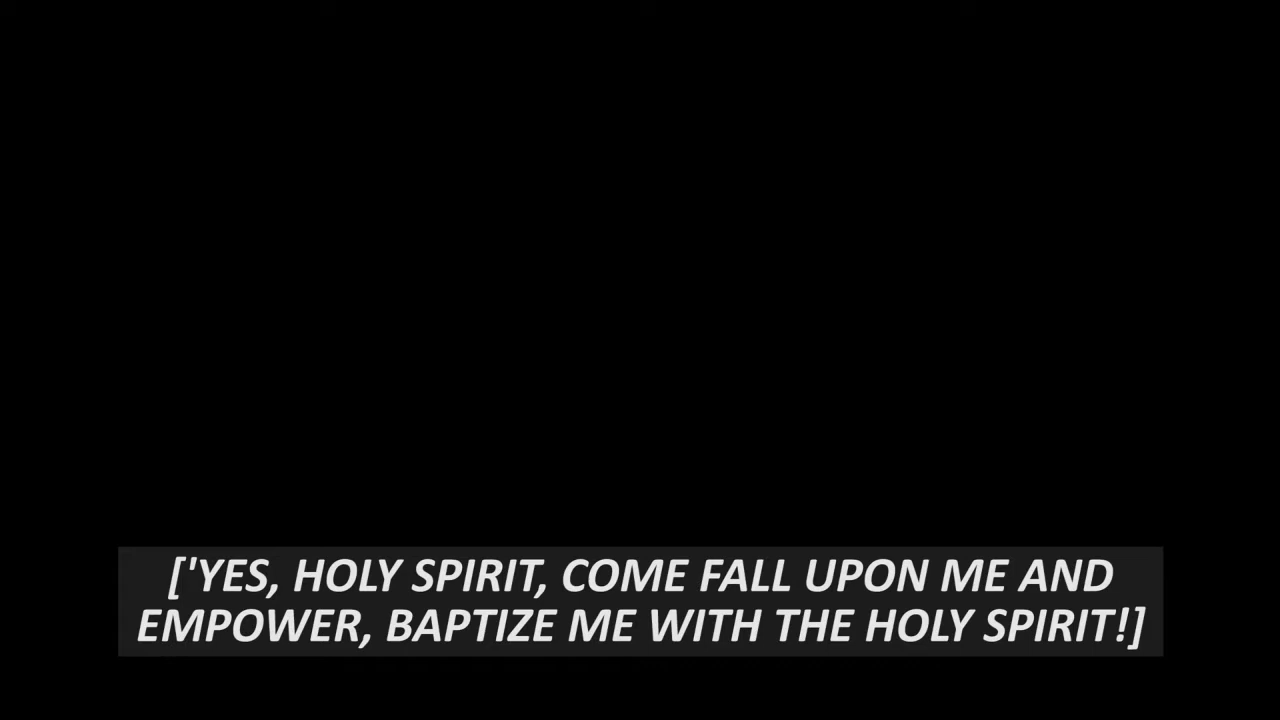 ['YES, HOLY SPIRIT, COME FALL UPON ME AND
EMPOWER, BAPTIZE ME WITH THE HOLY SPIRIT!]